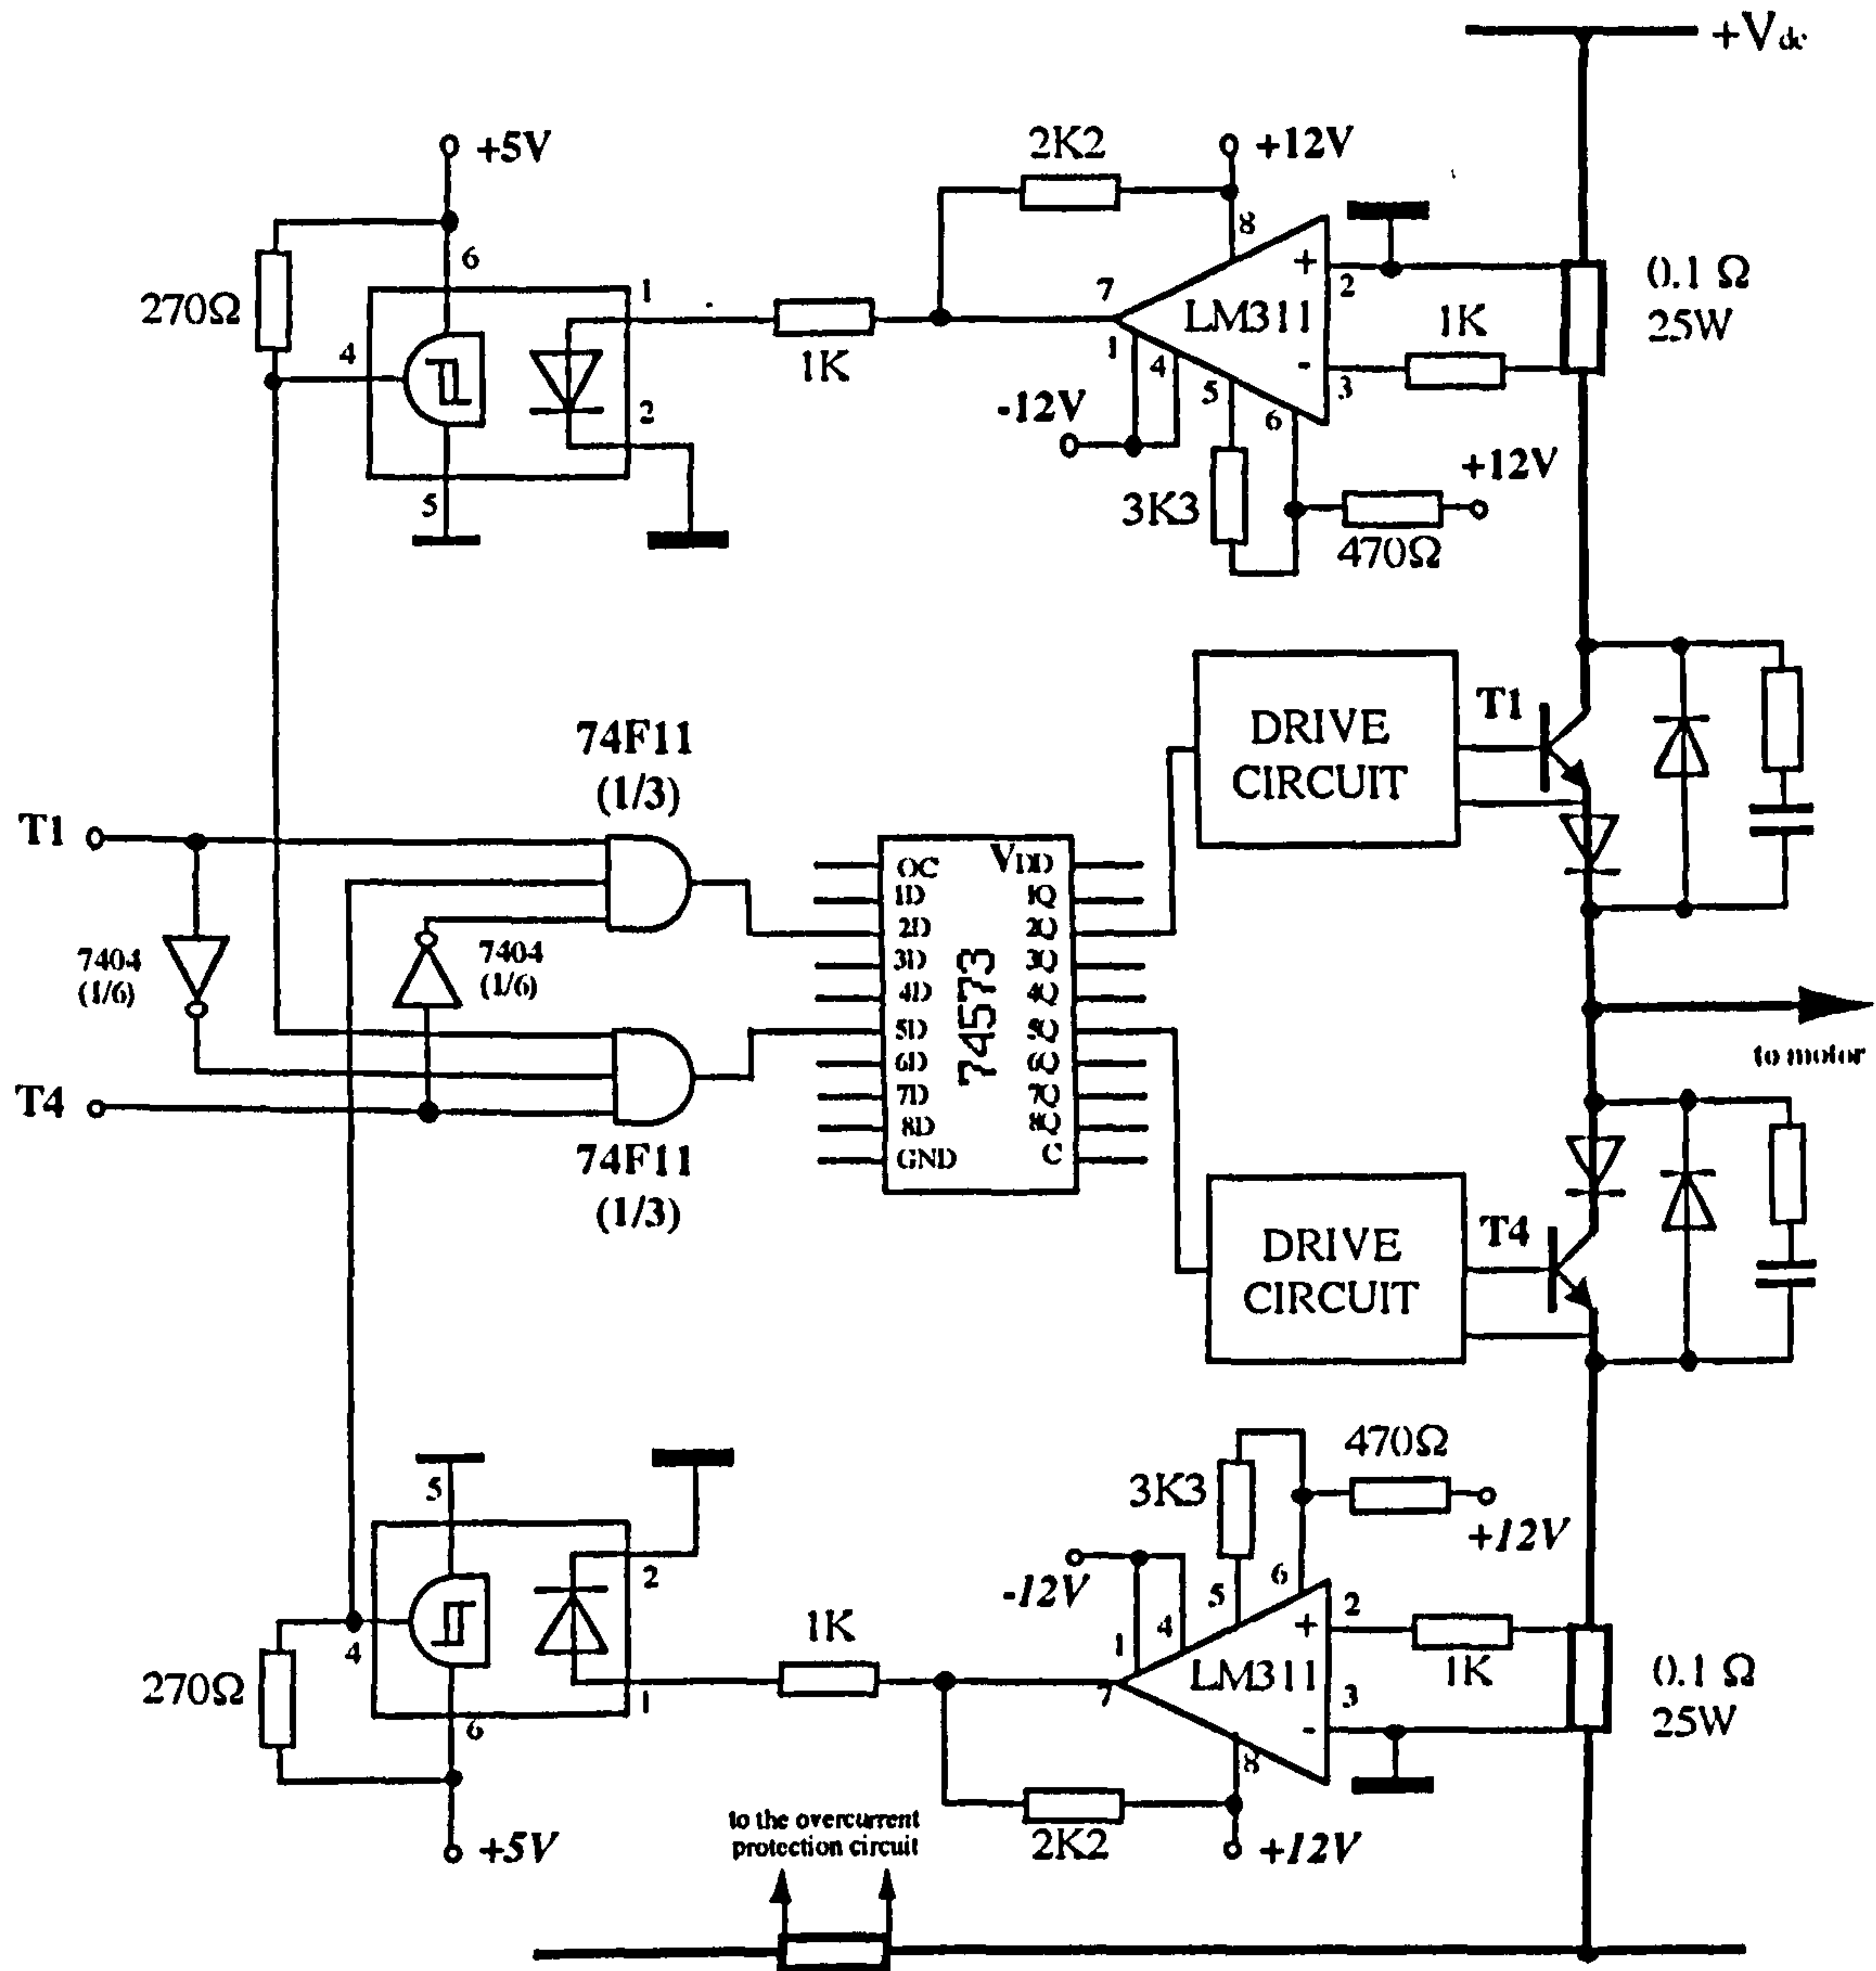 +Vdc
+5V
2K2
+12V
6
8
270Ω
1
7
+
2
0.1 Ω
25W
LM311
1K
4
1K
1
4
5
-
3
2
-12V
6
+12V
5
3K3
470Ω
74F11
(1/3)
DRIVE
CIRCUIT
T1
T1
OC
VDD
1D
1Q
2D
2Q
7404
(1/6)
7404
(1/6)
3D
3Q
4D
4Q
74573
5D
5Q
6D
6Q
to motor
7D
7Q
T4
8D
8Q
GND
C
74F11
(1/3)
DRIVE
CIRCUIT
T4
470Ω
3K3
5
+12V
2
-12V
5
6
4
1
+
2
1K
1K
4
270Ω
LM311
0.1 Ω
25W
7
3
1
6
-
8
to the overcurrent
protection circuit
+5V
2K2
+12V